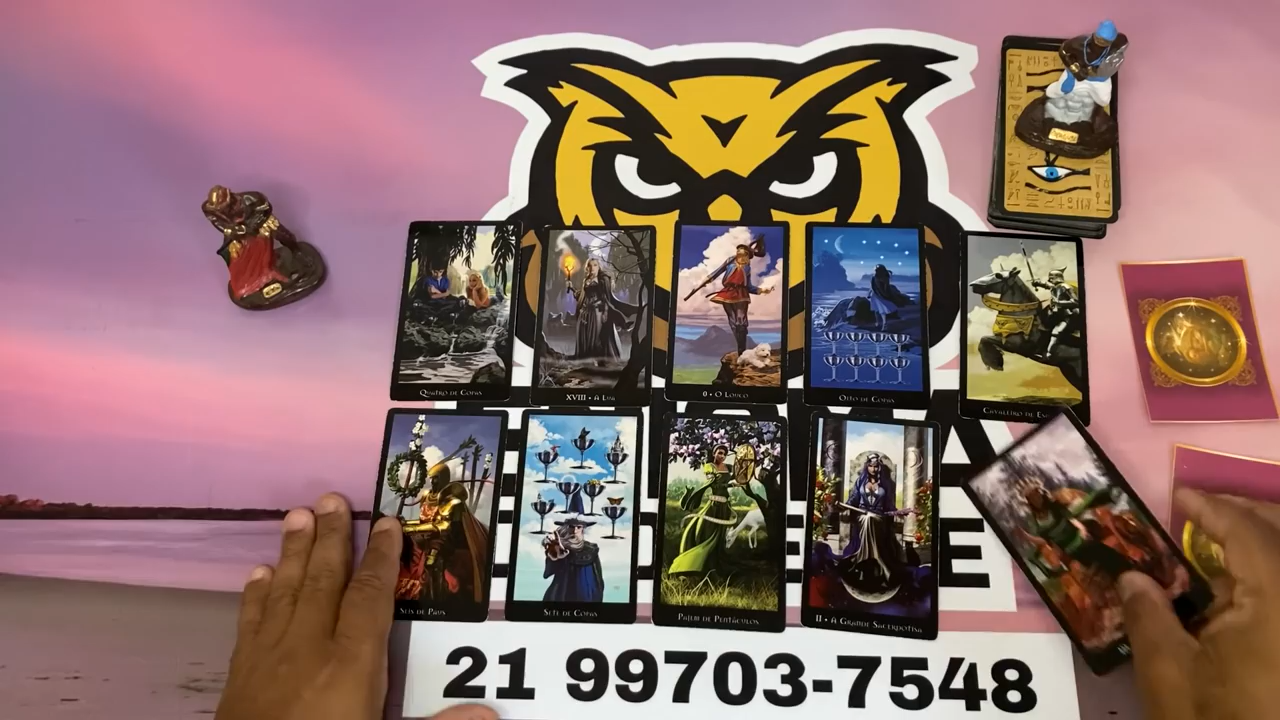 Quatro de Copas
XVIII • A Lua
0 • O Louco
Oito de Copas
Cavaleiro de
Seis de Paus
Sete de Copas
Pajem de Pentáculos
II • A Grande Sacerdotisa
E
21 99703-7548